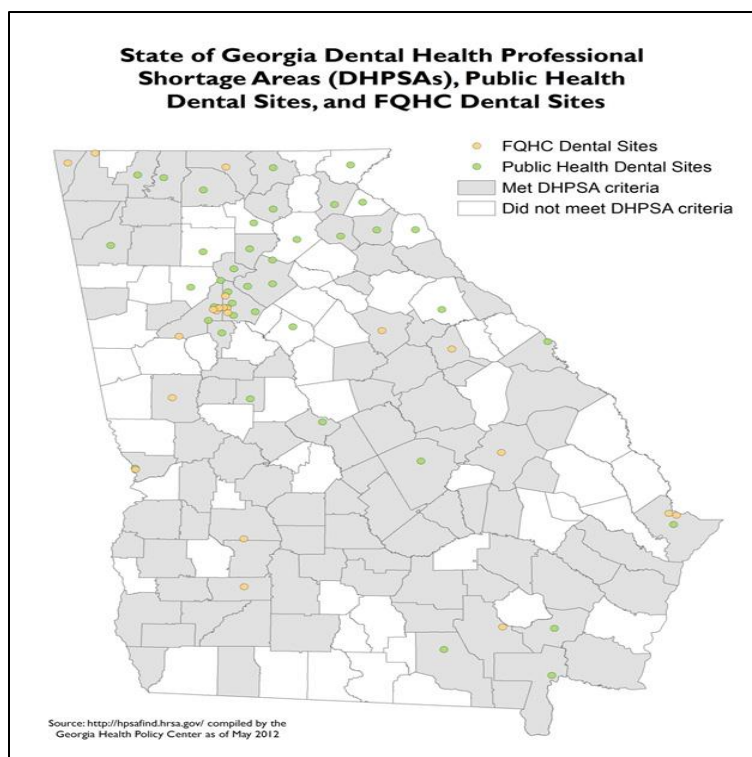 State of Georgia Dental Health Professional
Shortage Areas (DHPSAs), Public Health
Dental Sites, and FQHC Dental Sites
FQHC Dental Sites
Public Health Dental Sites
Met DHPSA criteria
Did not meet DHPSA criteria
Source: http://hpsafind.hrsa.gov/ compiled by the
Georgia Health Policy Center as of May 2012